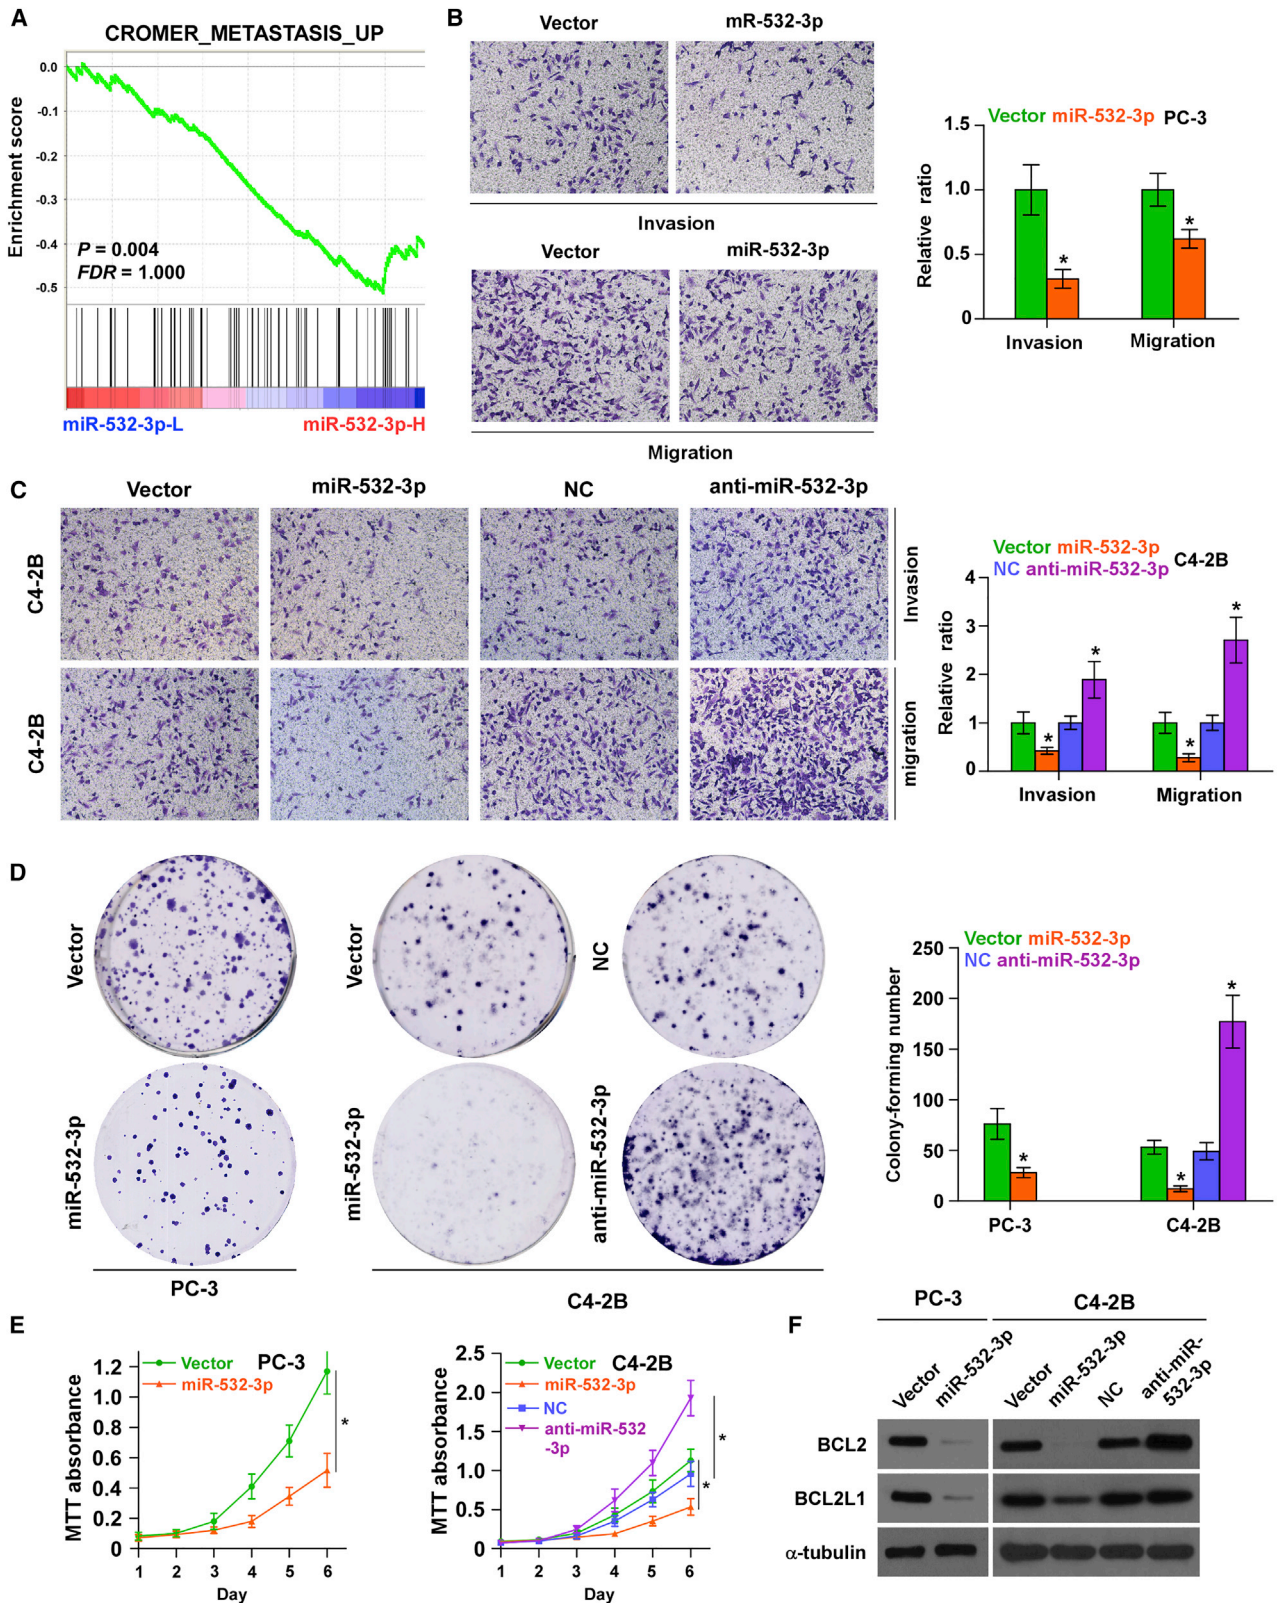 A
CROMER_METASTASIS_UP
Enrichment score
0.0
-0.1
-0.2
-0.3
-0.4
-0.5
P = 0.004
FDR = 1.000
miR-532-3p-L miR-532-3p-H
B
Vector mR-532-3p
Invasion
Vector miR-532-3p
Migration
Vector miR-532-3p PC-3
Relative ratio
1.5
1.0
0.5
0
Invasion Migration
C
Vector miR-532-3p NC anti-miR-532-3p
C4-2B
Invasion
C4-2B
migration
Vector miR-532-3p
NC anti-miR-532-3p C4-2B
Relative ratio
4
3
2
1
0
* * * *
Invasion Migration
D
Vector
Vector
NC
miR-532-3p
miR-532-3p
anti-miR-532-3p
PC-3
C4-2B
Vector miR-532-3p
NC anti-miR-532-3p
Colony-forming number
250
200
150
100
50
0
* * *
PC-3 C4-2B
E
Vector PC-3
miR-532-3p
MTT absorbance
1.2
1.0
0.8
0.6
0.4
0.2
0
*
1 2 3 4 5 6
Day
Vector C4-2B
miR-532-3p
NC
anti-miR-532
-3p
MTT absorbance
2.5
2.0
1.5
1.0
0.5
0
*
*
1 2 3 4 5 6
Day
F
PC-3 C4-2B
Vector
miR-532-3p
Vector
miR-532-3p
NC
anti-miR-
532-3p
BCL2
BCL2L1
α-tubulin